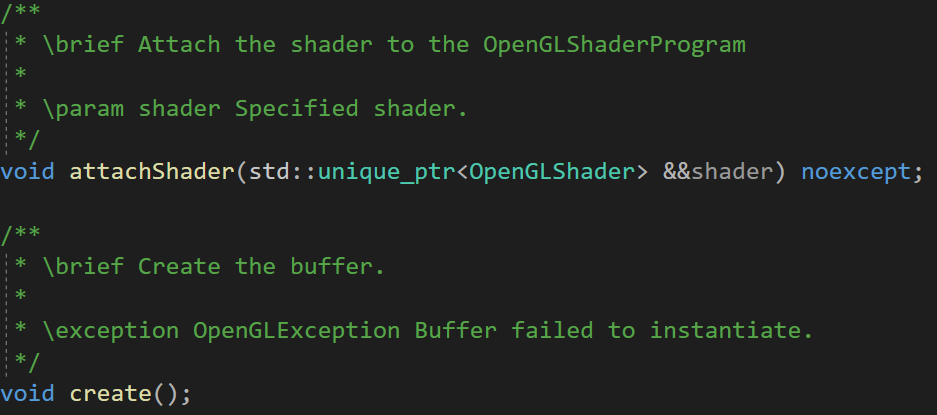 /**
 * \brief Attach the shader to the OpenGLShaderProgram
 *
 * \param shader Specified shader.
 */
void attachShader(std::unique_ptr<OpenGLShader> &&shader) noexcept;
/**
 * \brief Create the buffer.
 *
 * \exception OpenGLException Buffer failed to instantiate.
 */
void create();